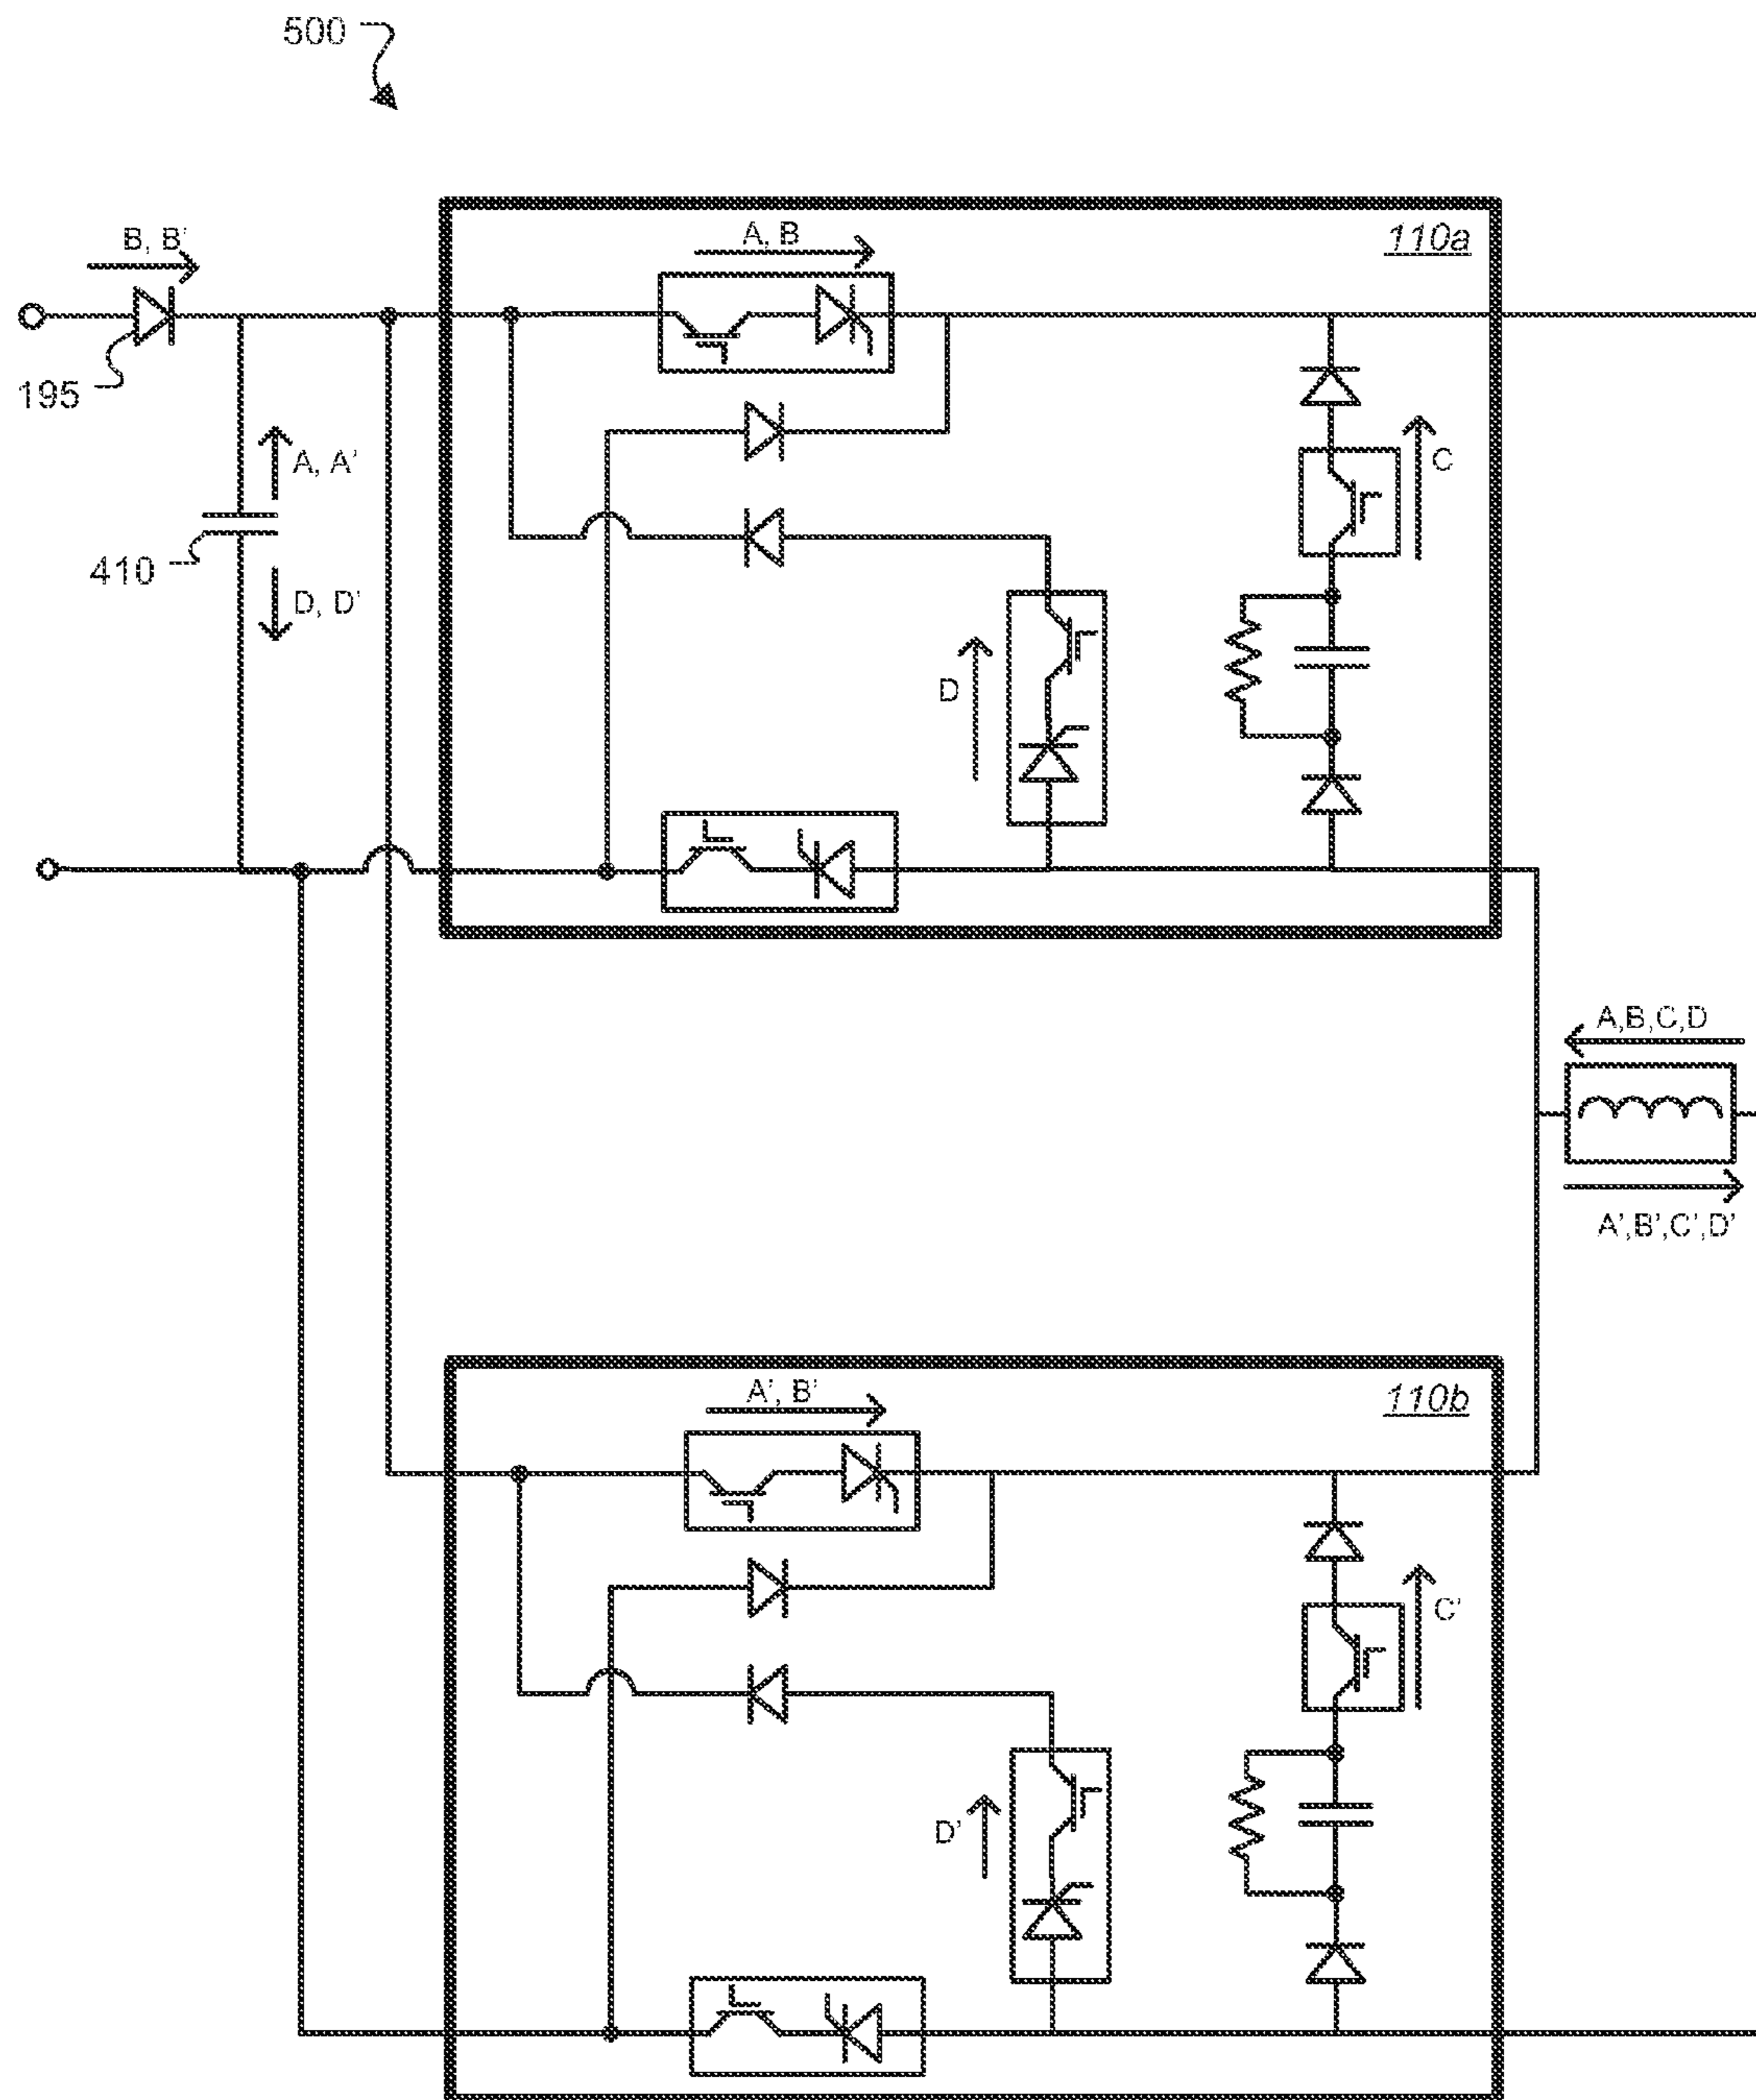 500
B, B'
A, B
110a
195
A, A'
C
410
D, D'
D
A,B,C,D
A',B',C',D'
A', B'
110b
C'
D'